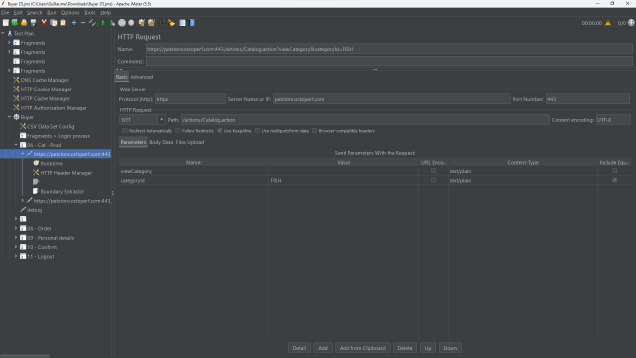 Buyer (7).jmx (C:\Users\Guillaume\Downloads\Buyer (7).jmx) - Apache JMeter (5.5)
File Edit Search Run Options Tools Help
00:00:00 0 0/0
Test Plan
Fragments
Fragments
Fragments
Fragments
DNS Cache Manager
HTTP Cookie Manager
HTTP Cache Manager
HTTP Authorization Manager
Buyer
CSV Data Set Config
Fragments > Login process
06 - Cat - Prod
https://petstore.octoperf.com:443
thinktime
HTTP Header Manager
Boundary Extractor
https://petstore.octoperf.com:443
debug
08 - Order
09 - Personal details
10 - Confirm
11 - Logout
HTTP Request
Name: https://petstore.octoperf.com:443/actions/Catalog.action?viewCategory&categoryId=FISH
Comments:
Basic Advanced
Web Server
Protocol [http]: https Server Name or IP: petstore.octoperf.com Port Number: 443
HTTP Request
GET Path: /actions/Catalog.action Content encoding: UTF-8
Redirect Automatically Follow Redirects Use KeepAlive Use multipart/form-data Browser-compatible headers
Parameters Body Data Files Upload
Send Parameters With the Request:
Name Value URL Enco... Content-Type Include Equ...
viewCategory text/plain
categoryId FISH text/plain
Detail Add Add from Clipboard Delete Up Down